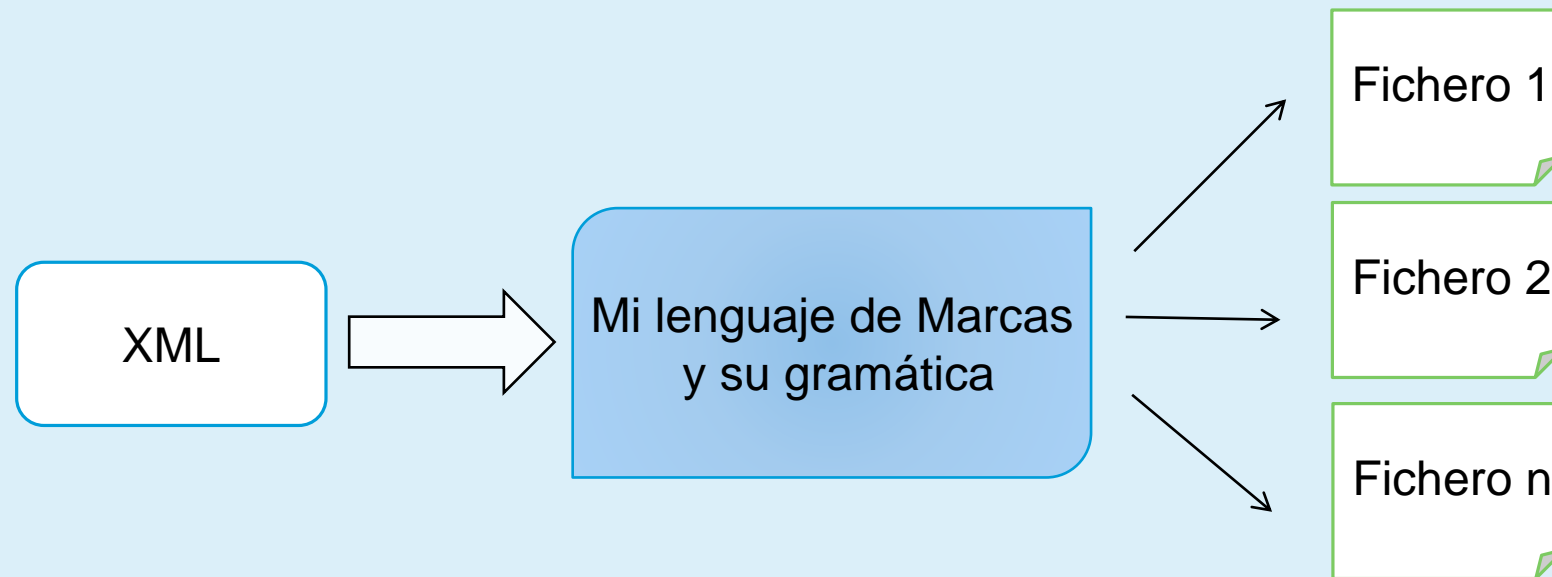 XML
Mi lenguaje de Marcas
y su gramática
Fichero 1
Fichero 2
Fichero n